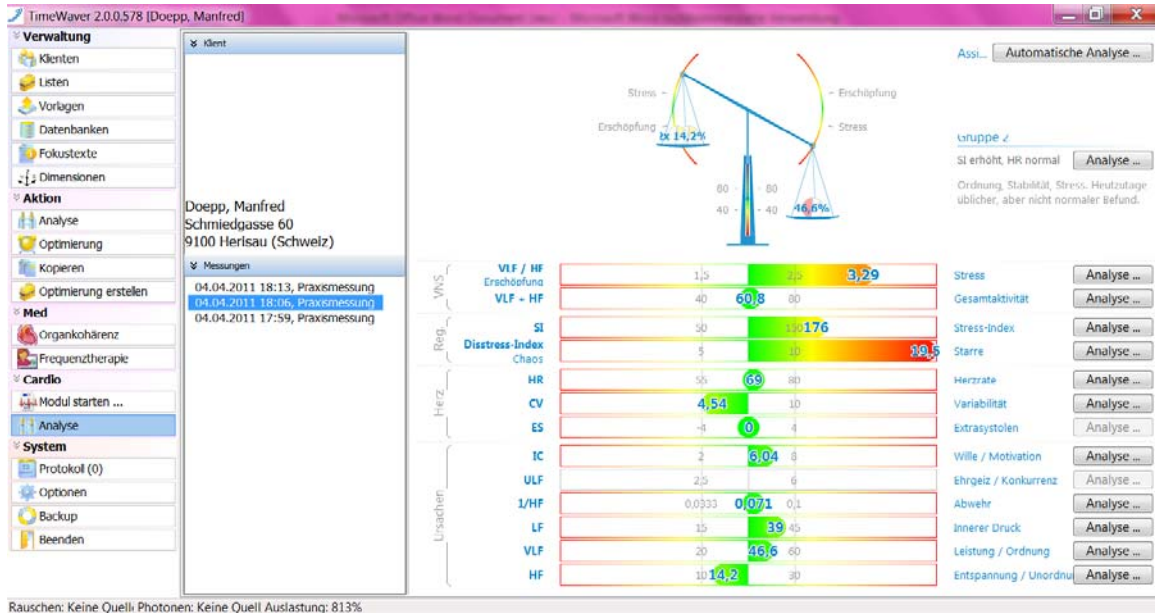 TimeWaver 2.0.0.578 [Doepp, Manfred]
Verwaltung
Klienten
Listen
Vorlagen
Datenbanken
Fokustexte
Dimensionen
Aktion
Analyse
Optimierung
Kopieren
Optimierung erstellen
Med
Organkohärenz
Frequenztherapie
Cardio
Modul starten ...
Analyse
System
Protokoll (0)
Optionen
Backup
Beenden
Klient
Doepp, Manfred
Schmiedgasse 60
9100 Herisau (Schweiz)
Messungen
04.04.2011 18:13, Praxismessung
04.04.2011 18:06, Praxismessung
04.04.2011 17:59, Praxismessung
Stress
Erschöpfung
Erschöpfung
Stress
2x 14,2%
46,6%
60 80
40 40
Assi... Automatische Analyse ...
Gruppe 2
SI erhöht, HR normal Analyse ...
Ordnung, Stabilität, Stress. Heutzutage
üblicher, aber nicht normaler Befund.
VNS
VLF / HF 1,5 2,5 3,29 Stress Analyse ...
Erschöpfung
VLF + HF 40 60,8 80 Gesamtaktivität Analyse ...
Reg.
SI 50 150 176 Stress-Index Analyse ...
Disstress-Index 5 10 19,5 Starre Analyse ...
Chaos
Herz
HR 55 69 80 Herzrate Analyse ...
CV 4,54 10 Variabilität Analyse ...
ES -4 0 4 Extrasystolen Analyse ...
Ursachen
IC 2 6,04 8 Wille / Motivation Analyse ...
ULF 2,5 6 Ehrgeiz / Konkurrenz Analyse ...
1/HF 0,0333 0,071 0,1 Abwehr Analyse ...
LF 15 39 45 Innerer Druck Analyse ...
VLF 20 46,6 60 Leistung / Ordnung Analyse ...
HF 10 14,2 30 Entspannung / Unordnu Analyse ...
Rauschen: Keine Quelle Photonen: Keine Quell Auslastung: 813%